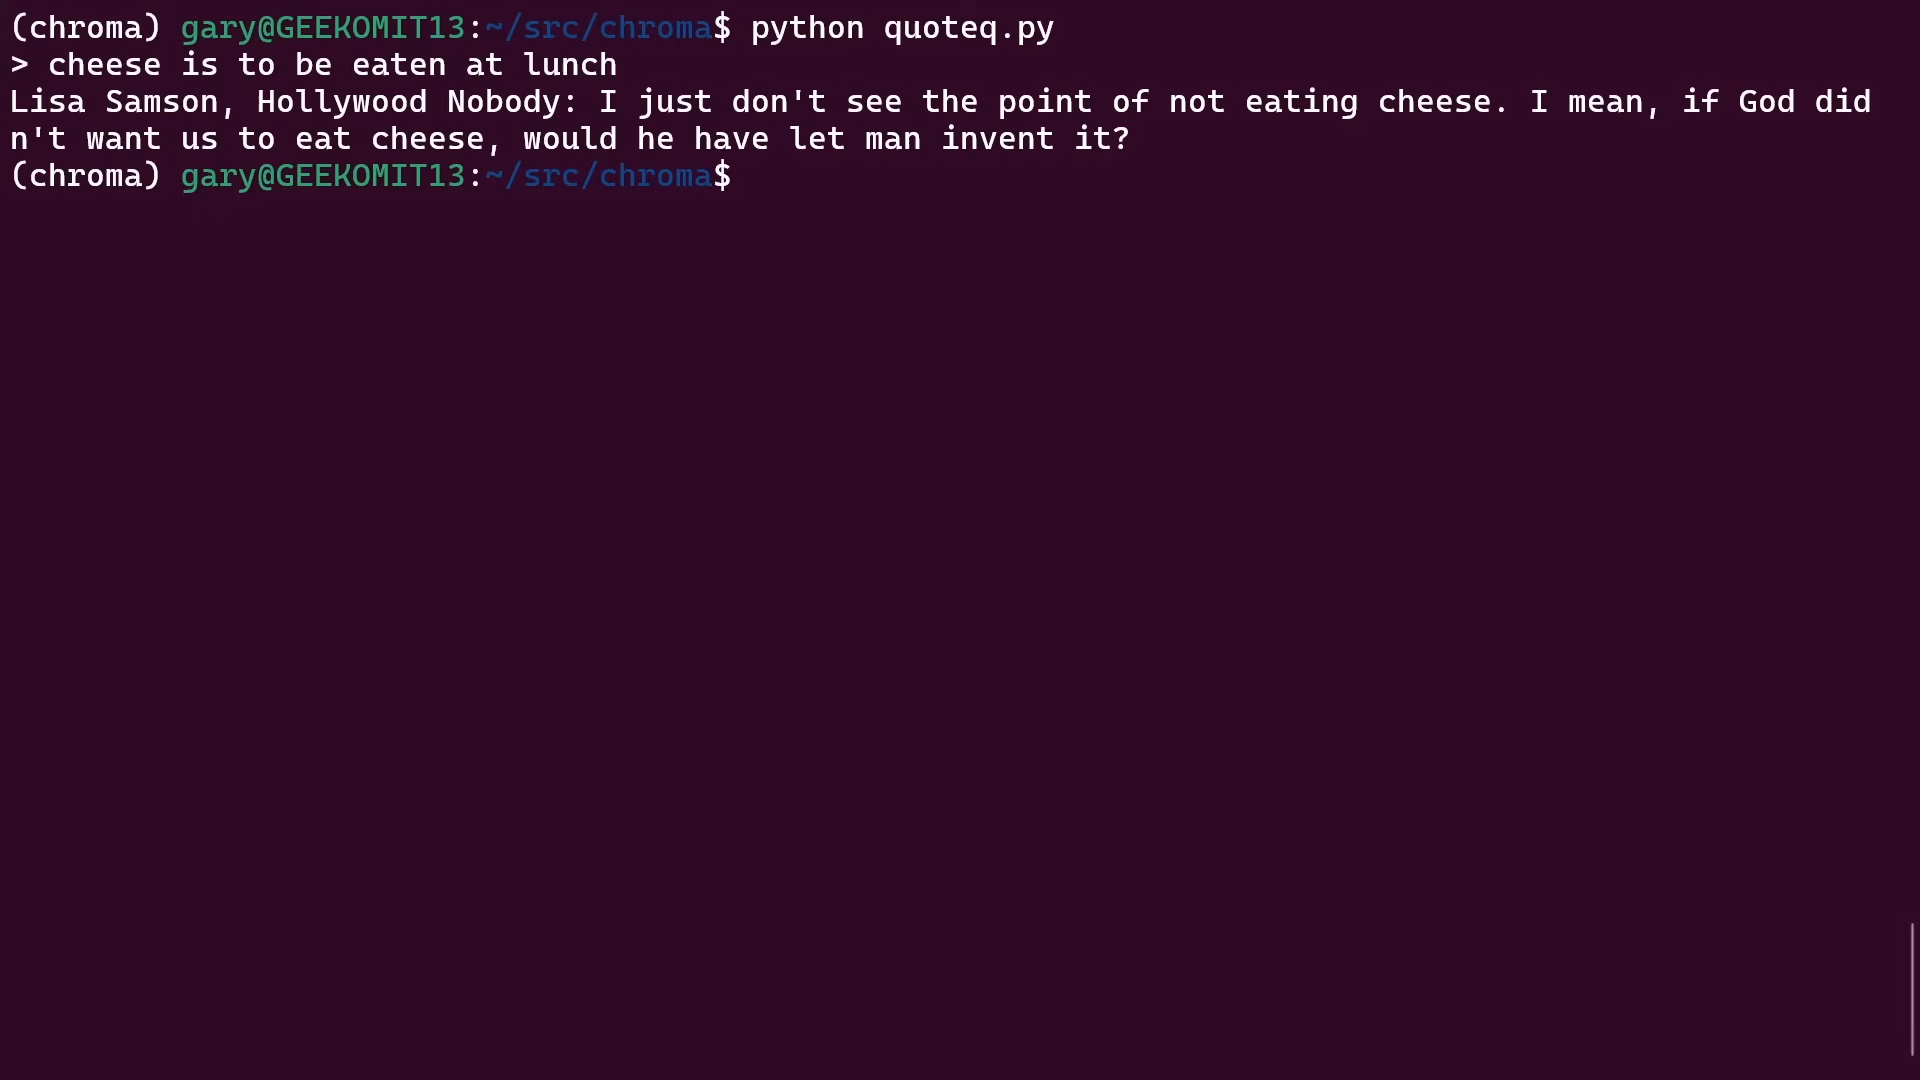 (chroma) gary@GEEKOMIT13:~/src/chroma$ python quoteq.py
> cheese is to be eaten at lunch
Lisa Samson, Hollywood Nobody: I just don't see the point of not eating cheese. I mean, if God did
n't want us to eat cheese, would he have let man invent it?
(chroma) gary@GEEKOMIT13:~/src/chroma$